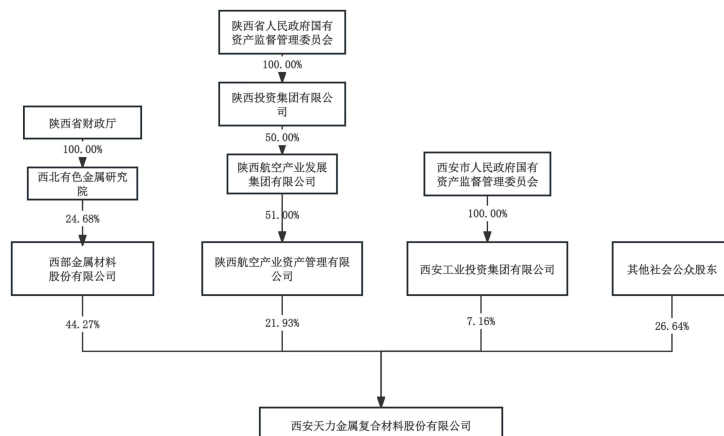 陕西省人民政府国有
资产监督管理委员会
100.00%
陕西投资集团有限公
司
陕西省财政厅
50.00%
100.00%
陕西航空产业发展
集团有限公司
西安市人民政府国有
资产监督管理委员会
西北有色金属研究
院
24.68%
51.00%
100.00%
西部金属材料
股份有限公司
陕西航空产业资产管理有限
公司
西安工业投资集团有限公司
其他社会公众股东
44.27%
21.93%
7.16%
26.64%
西安天力金属复合材料股份有限公司